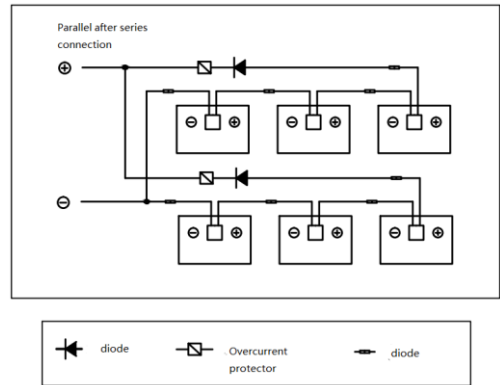 Parallel after series
connection
⊕
⊖ ⊕ ⊖ ⊕ ⊖ ⊕
⊖
⊖ ⊕ ⊖ ⊕ ⊖ ⊕
diode
.Overcurrent
protector
.diode